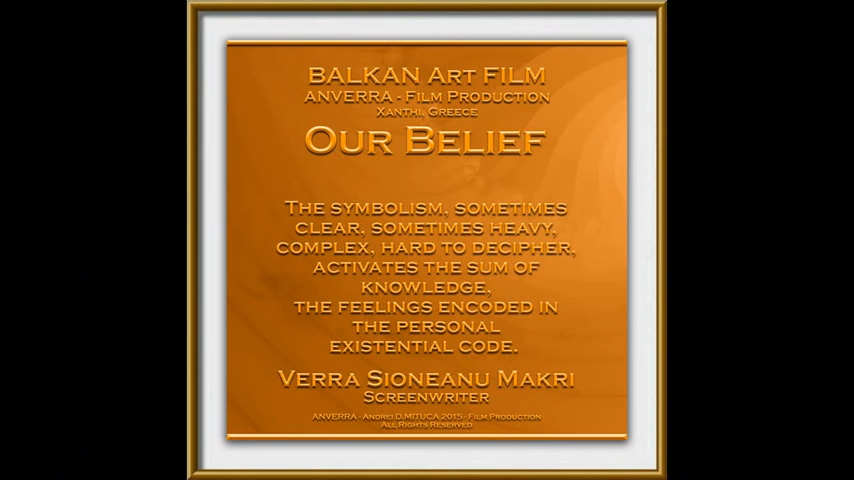 BALKAN Art FILM
ANVERRA - Film Production
Xanthi, Greece
Our Belief
The symbolism, sometimes
clear, sometimes heavy,
complex, hard to decipher,
activates the sum of
knowledge,
the feelings encoded in
the personal
existential code.
Verra Sioneanu Makri
Screenwriter
ANVERRA - Andrei D.MITUCA 2015 - Film Production
All Rights Reserved